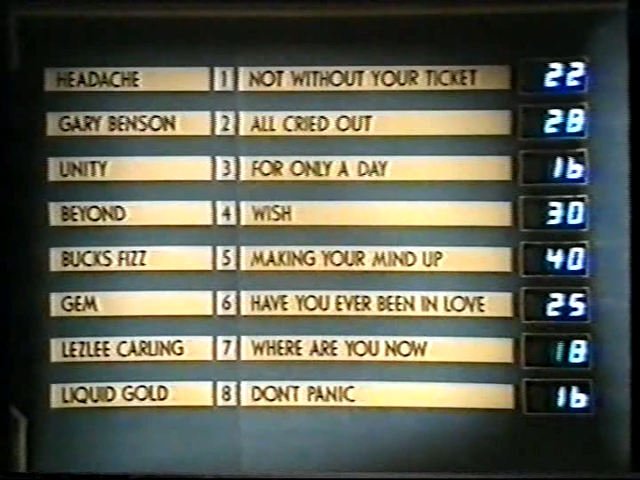 HEADACHE 1 NOT WITHOUT YOUR TICKET 22
GARY BENSON 2 ALL CRIED OUT 28
UNITY 3 FOR ONLY A DAY 16
BEYOND 4 WISH 30
BUCKS FIZZ 5 MAKING YOUR MIND UP 40
GEM 6 HAVE YOU EVER BEEN IN LOVE 25
LEZLEE CARLING 7 WHERE ARE YOU NOW 18
LIQUID GOLD 8 DONT PANIC 16